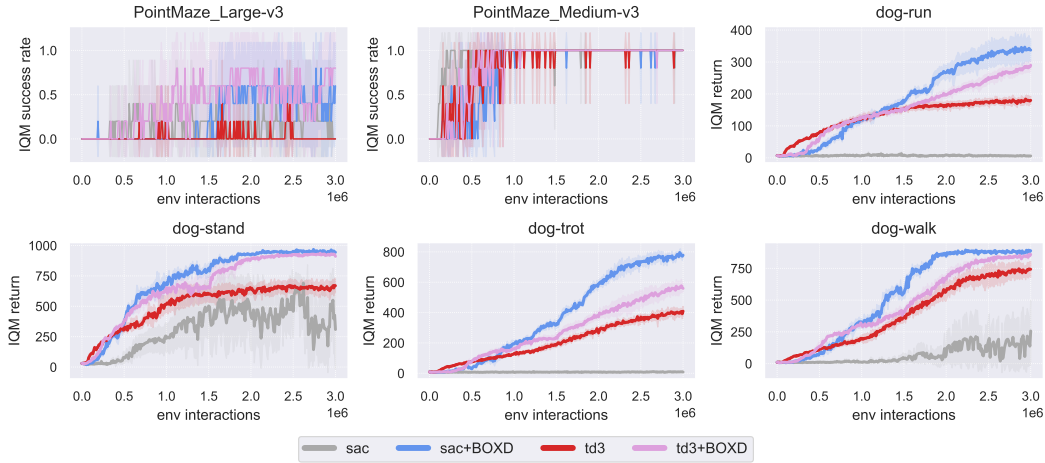 PointMaze_Large-v3
PointMaze_Medium-v3
dog-run
IQM success rate
1.0
0.5
0.0
0.0 0.5 1.0 1.5 2.0 2.5 3.0
1e6
env interactions
IQM success rate
1.0
0.5
0.0
0.0 0.5 1.0 1.5 2.0 2.5 3.0
1e6
env interactions
IQM return
400
300
200
100
0
0.0 0.5 1.0 1.5 2.0 2.5 3.0
1e6
env interactions
dog-stand
dog-trot
dog-walk
IQM return
1000
750
500
250
0
0.0 0.5 1.0 1.5 2.0 2.5 3.0
1e6
env interactions
IQM return
800
600
400
200
0
0.0 0.5 1.0 1.5 2.0 2.5 3.0
1e6
env interactions
IQM return
750
500
250
0
0.0 0.5 1.0 1.5 2.0 2.5 3.0
1e6
env interactions
sac sac+BOXD td3 td3+BOXD